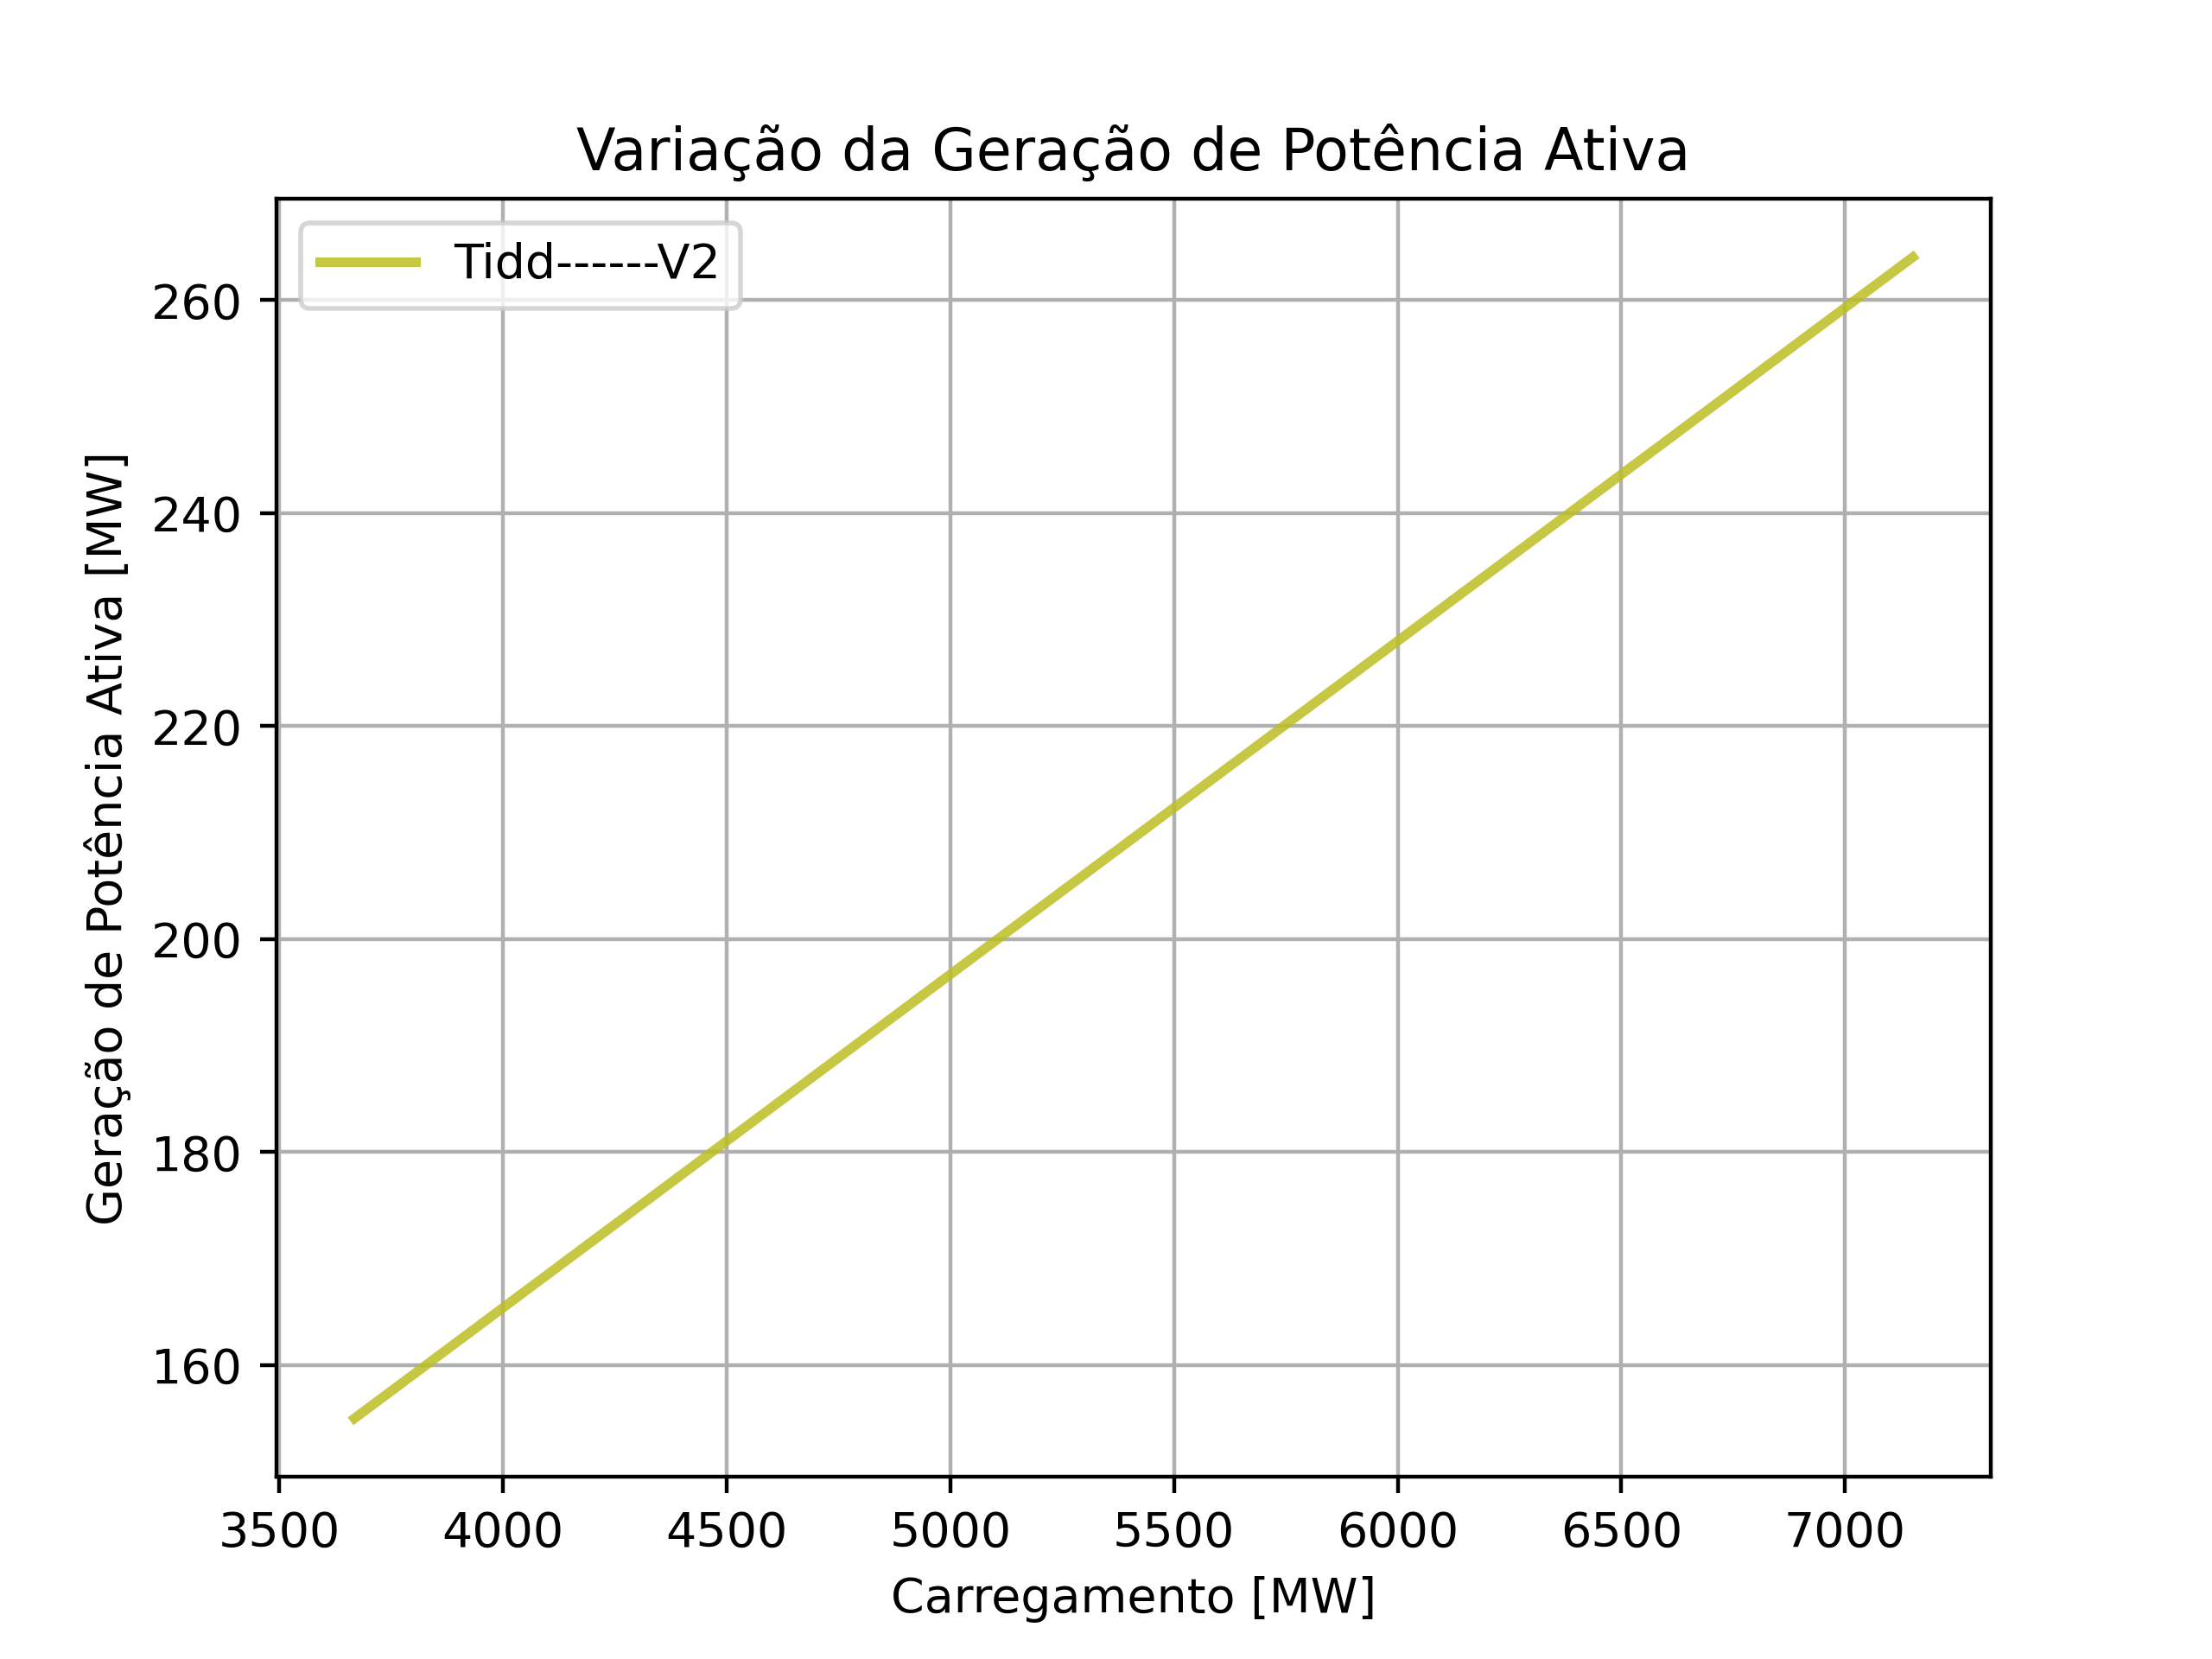 Variação da Geração de Potência Ativa
Tidd------V2
Geração de Potência Ativa [MW]
260
240
220
200
180
160
3500 4000 4500 5000 5500 6000 6500 7000
Carregamento [MW]